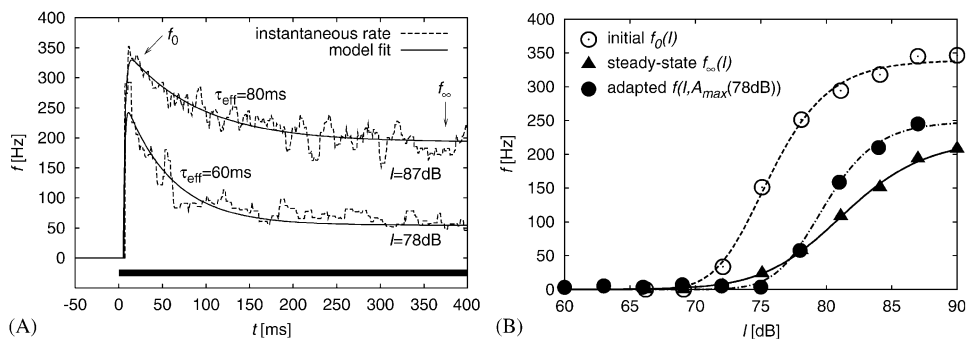 (A)
f [Hz]
400
350
300
250
200
150
100
50
0
f0
instantaneous rate
model fit
τeff=80ms
f∞
I=87dB
τeff=60ms
I=78dB
-50 0 50 100 150 200 250 300 350 400
t [ms]
(B)
f [Hz]
400
350
300
250
200
150
100
50
0
initial f0(I)
steady-state f∞(I)
adapted f(I,Amax(78dB))
60 65 70 75 80 85 90
I [dB]